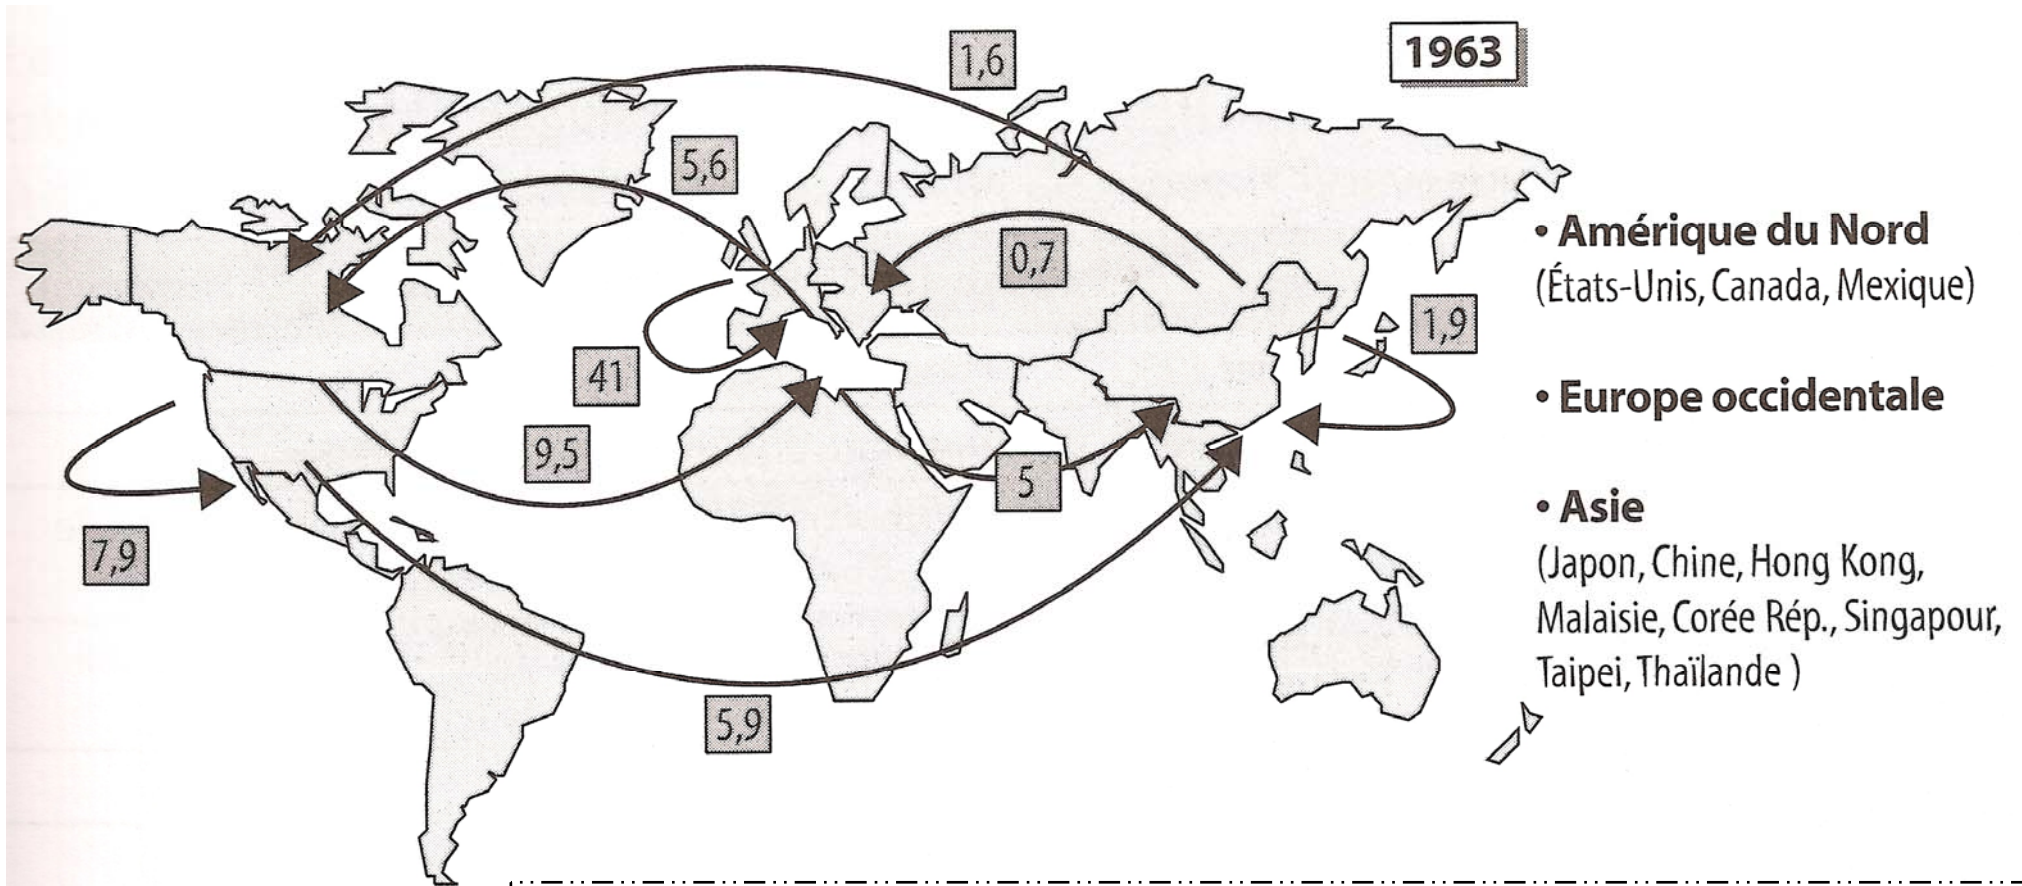 1963
1,6
5,6
0,7
1,9
41
9,5
5
7,9
5,9
• Amérique du Nord
(États-Unis, Canada, Mexique)
• Europe occidentale
• Asie
(Japon, Chine, Hong Kong,
Malaisie, Corée Rép., Singapour,
Taipei, Thaïlande )